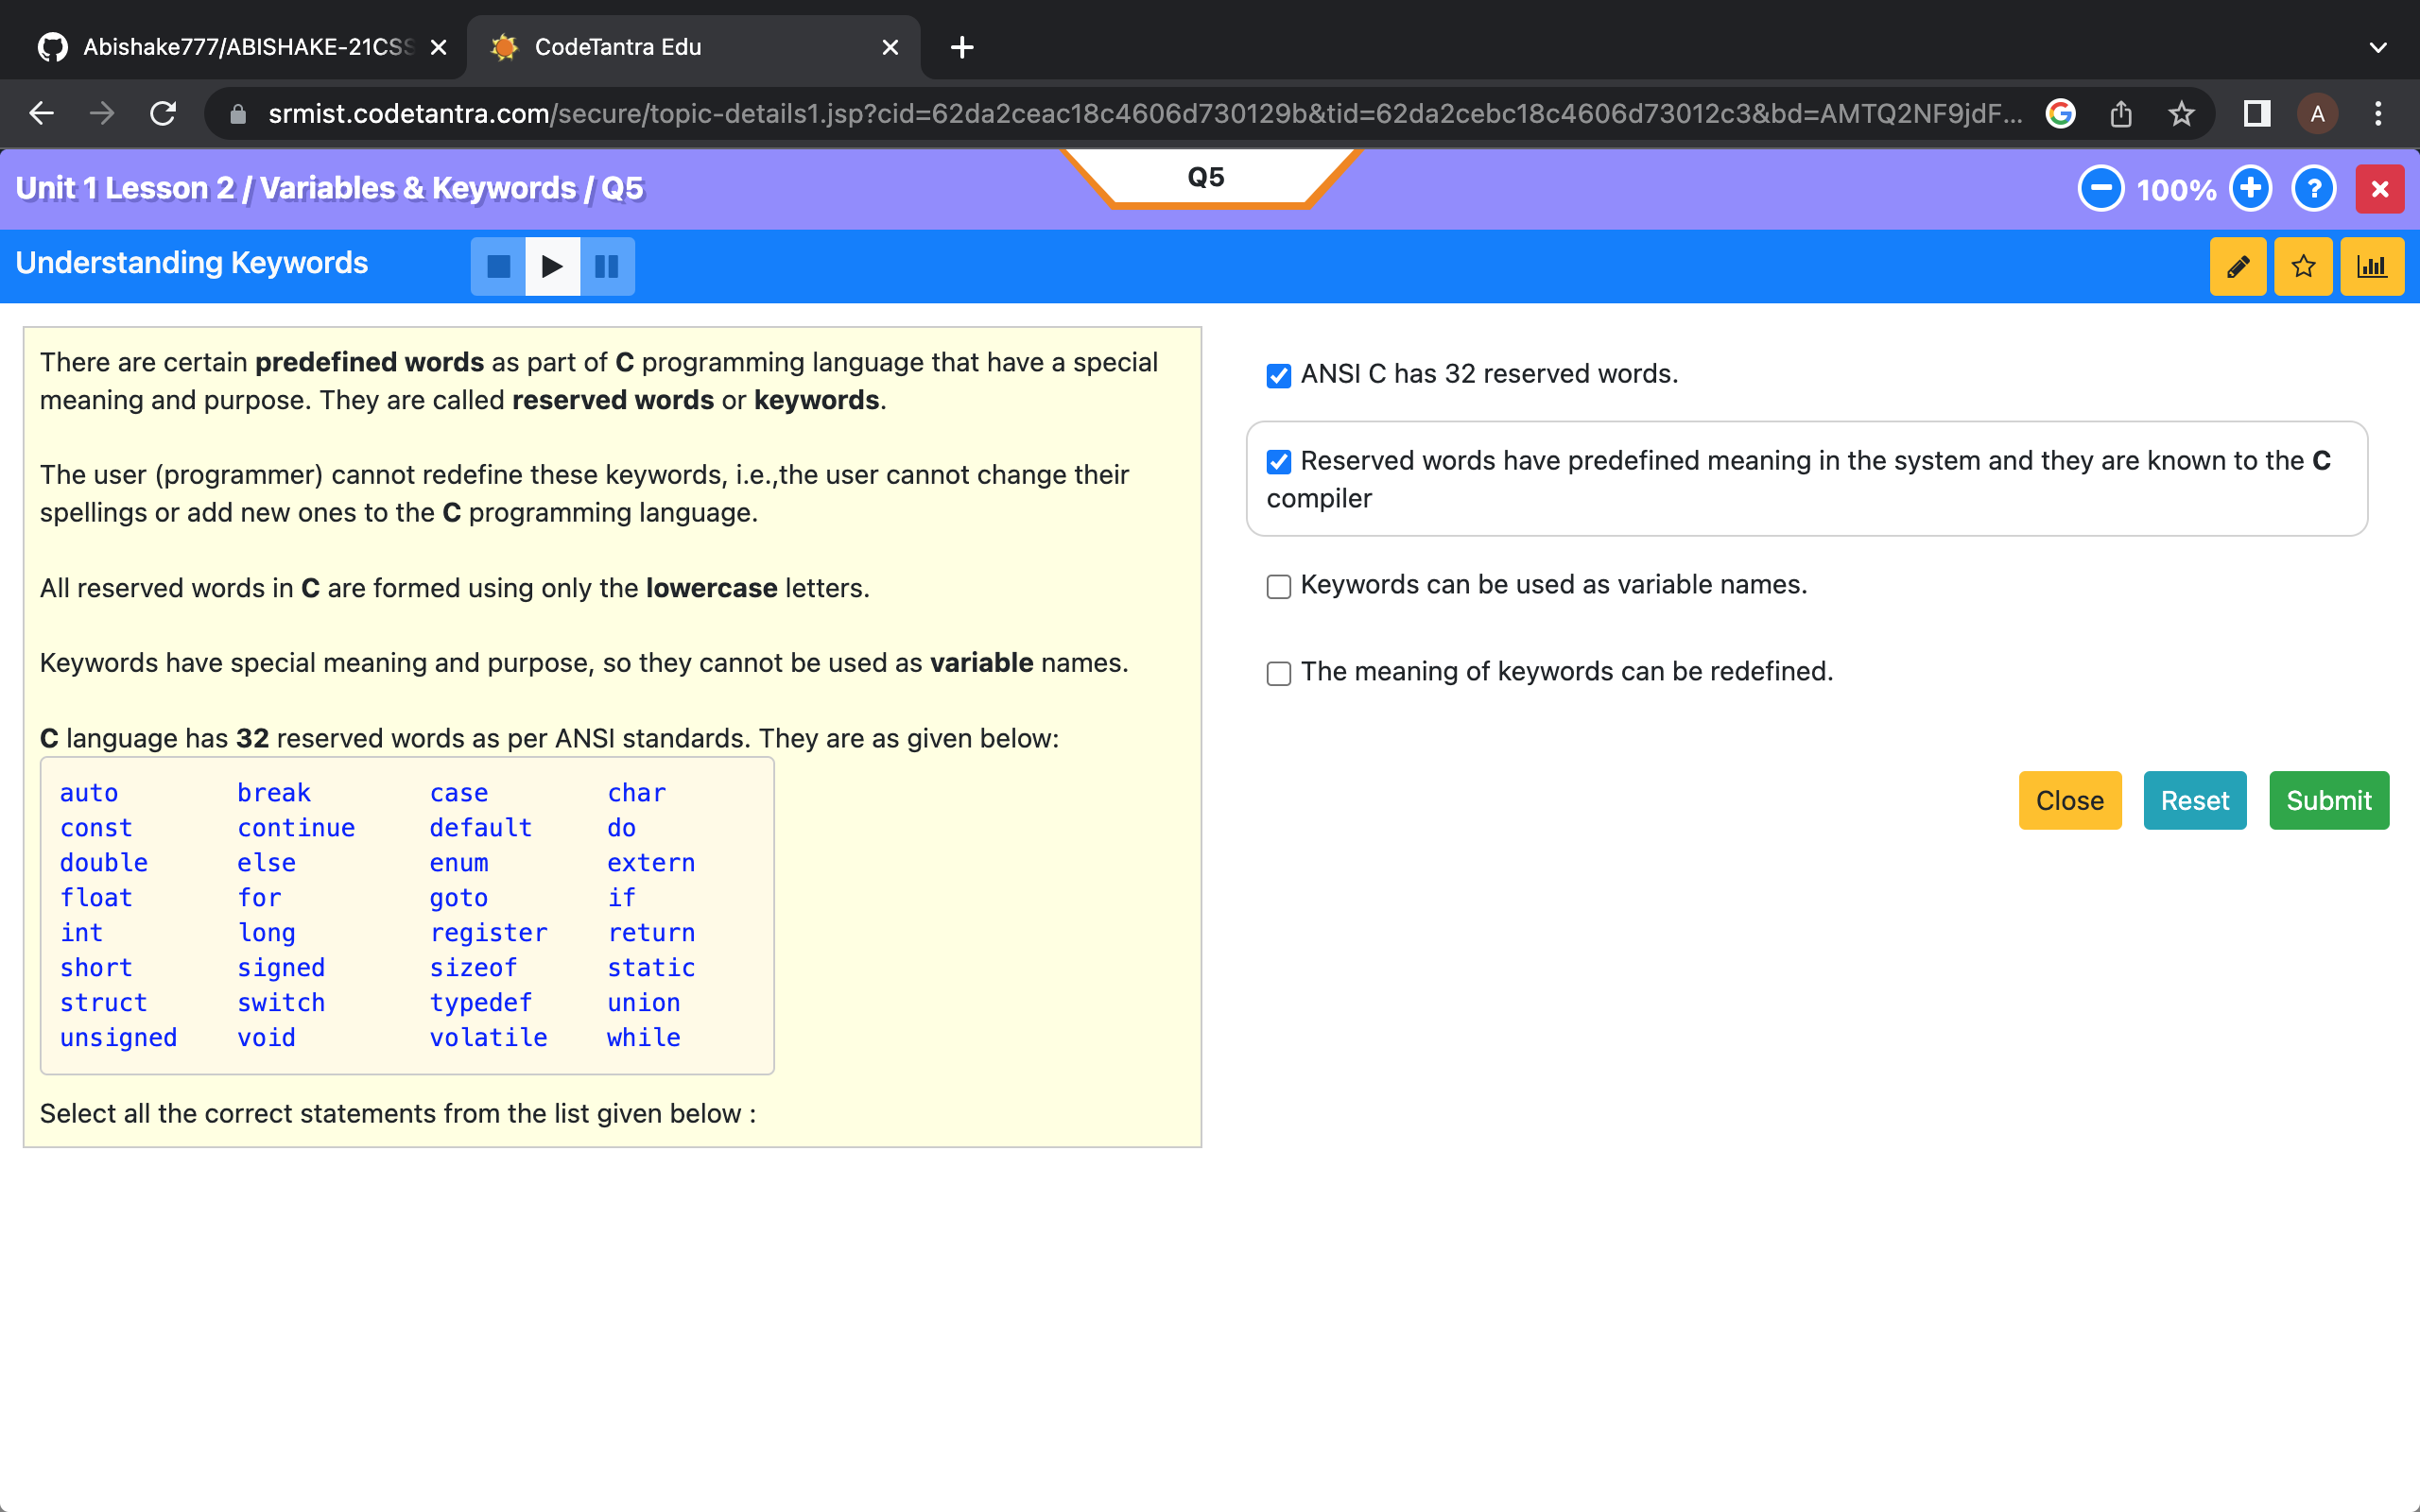 Abishake777/ABISHAKE-21CSS
CodeTantra Edu
srmist.codetantra.com/secure/topic-details1.jsp?cid=62da2ceac18c4606d730129b&tid=62da2cebc18c4606d73012c3&bd=AMTQ2NF9jdF...
A
Unit 1 Lesson 2 / Variables & Keywords / Q5
Q5
100%
?
Understanding Keywords
There are certain predefined words as part of C programming language that have a special
meaning and purpose. They are called reserved words or keywords.
The user (programmer) cannot redefine these keywords, i.e.,the user cannot change their
spellings or add new ones to the C programming language.
All reserved words in C are formed using only the lowercase letters.
Keywords have special meaning and purpose, so they cannot be used as variable names.
C language has 32 reserved words as per ANSI standards. They are as given below:
auto break case char
const continue default do
double else enum extern
float for goto if
int long register return
short signed sizeof static
struct switch typedef union
unsigned void volatile while
Select all the correct statements from the list given below :
ANSI C has 32 reserved words.
Reserved words have predefined meaning in the system and they are known to the C
compiler
Keywords can be used as variable names.
The meaning of keywords can be redefined.
Close
Reset
Submit